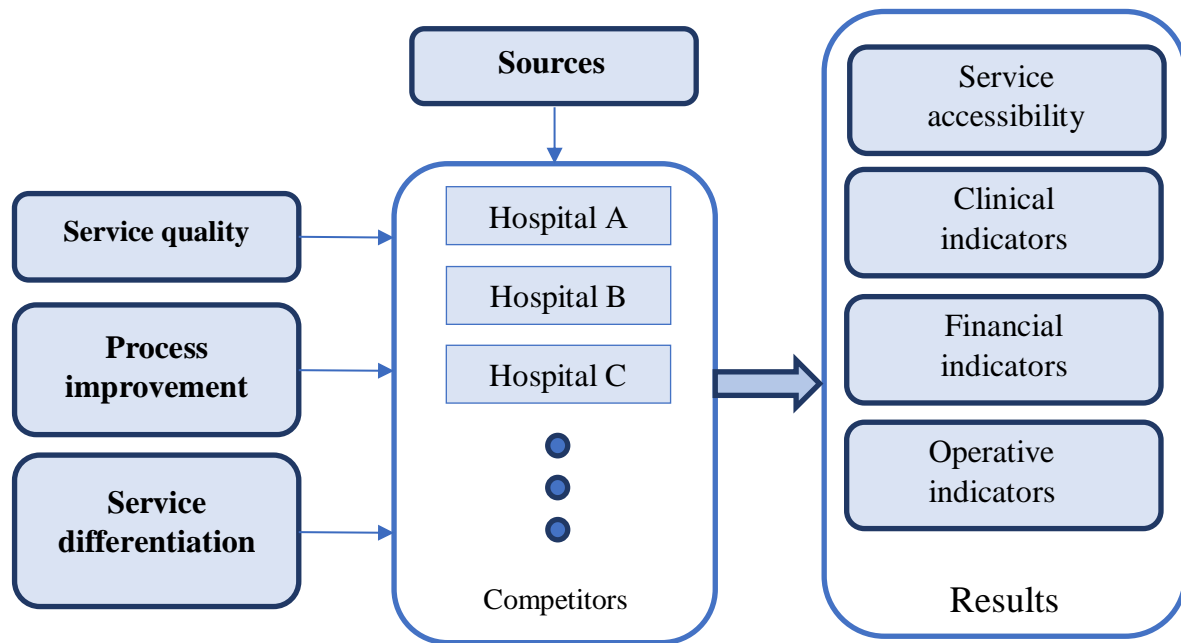 Sources
Service quality
Process
improvement
Service
differentiation
Hospital A
Hospital B
Hospital C
Competitors
Service
accessibility
Clinical
indicators
Financial
indicators
Operative
indicators
Results